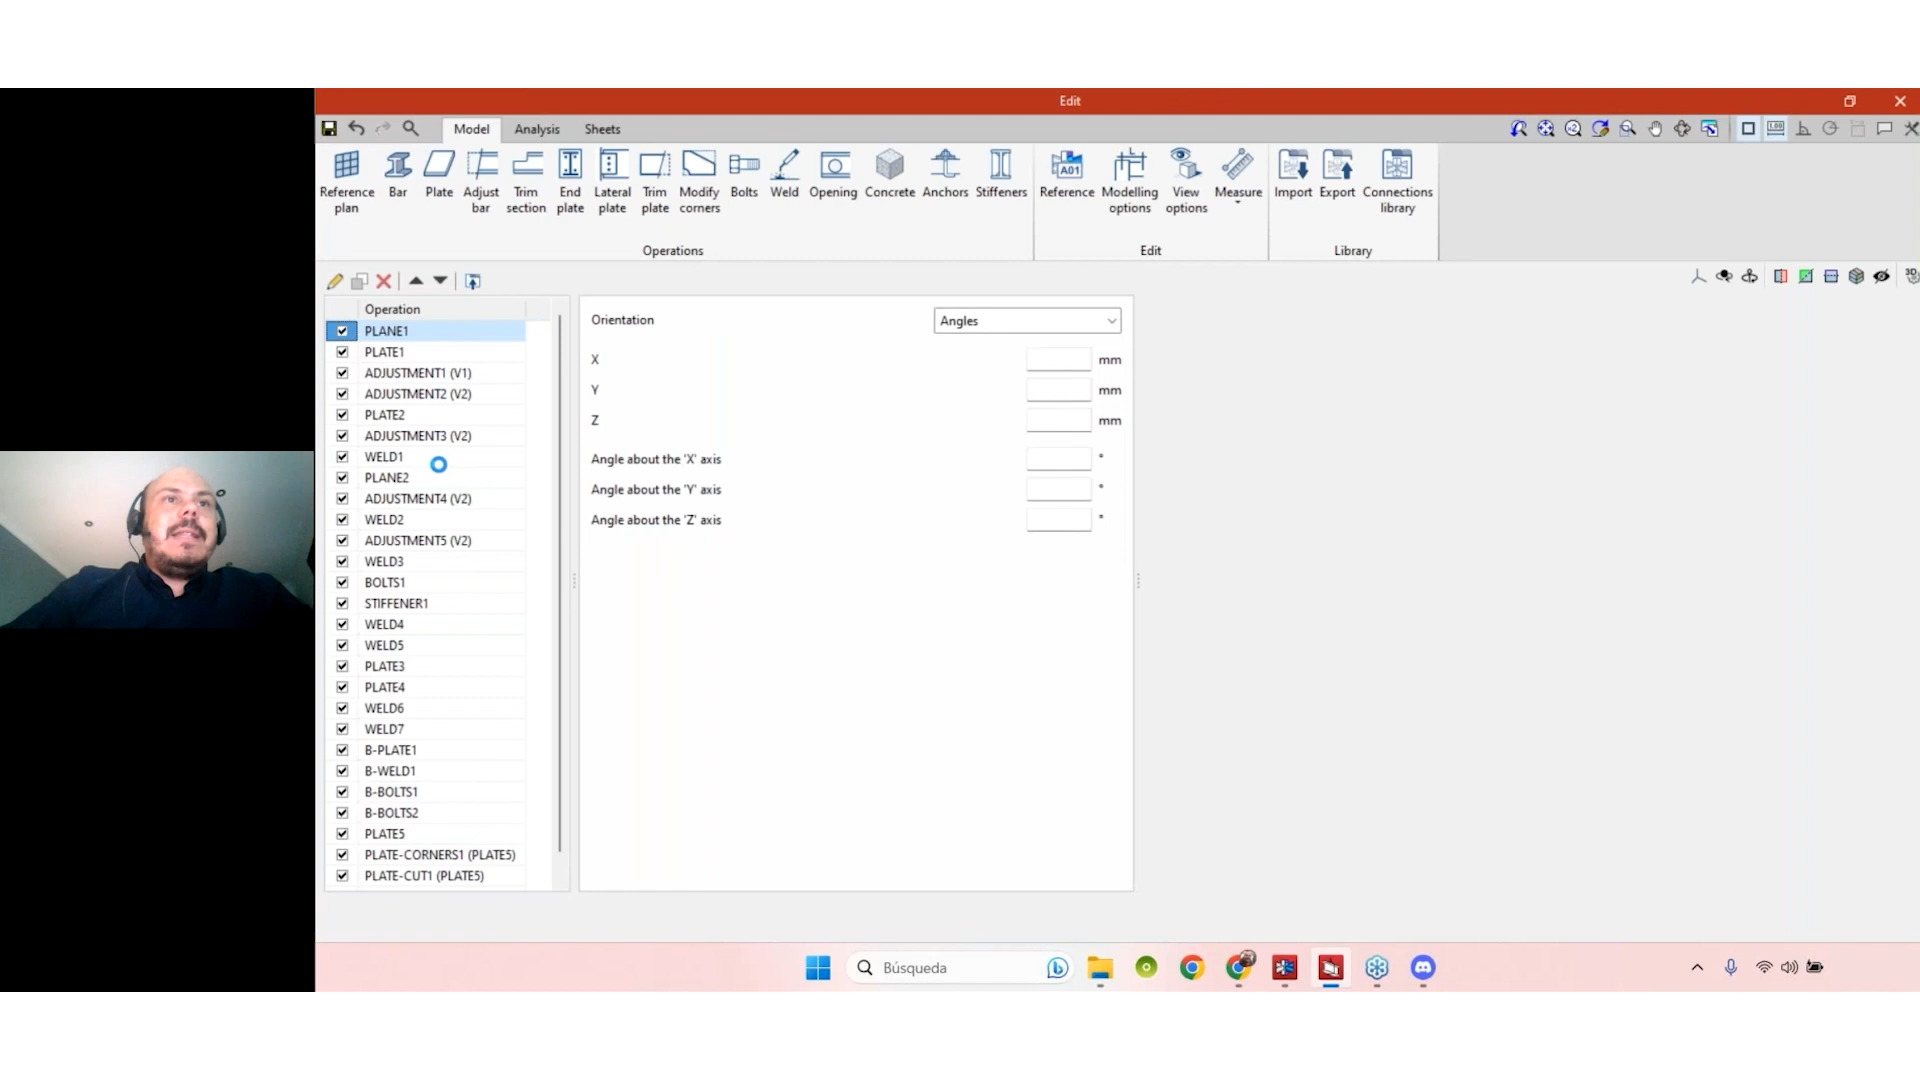 Edit
Model Analysis Sheets
Reference plan
Bar
Plate
Adjust bar
Trim section
End plate
Lateral plate
Trim plate
Modify corners
Bolts
Weld
Opening
Concrete
Anchors
Stiffeners
Operations
A01
Reference
Modelling options
View options
Measure
Edit
Import
Export
Connections library
Library
Operation
PLANE1
PLATE1
ADJUSTMENT1 (V1)
ADJUSTMENT2 (V2)
PLATE2
ADJUSTMENT3 (V2)
WELD1
PLANE2
ADJUSTMENT4 (V2)
WELD2
ADJUSTMENT5 (V2)
WELD3
BOLTS1
STIFFENER1
WELD4
WELD5
PLATE3
PLATE4
WELD6
WELD7
B-PLATE1
B-WELD1
B-BOLTS1
B-BOLTS2
PLATE5
PLATE-CORNERS1 (PLATE5)
PLATE-CUT1 (PLATE5)
Orientation Angles
X mm
Y mm
Z mm
Angle about the 'X' axis °
Angle about the 'Y' axis °
Angle about the 'Z' axis °
Búsqueda